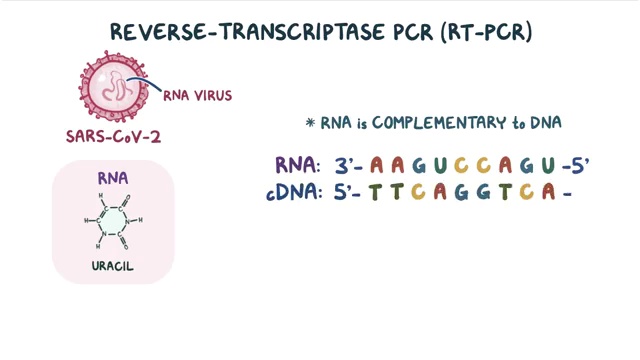 REVERSE-TRANSCRIPTASE PCR (RT-PCR)
RNA VIRUS
SARS-CoV-2
* RNA is COMPLEMENTARY to DNA
RNA: 3'- A A G U C C A G U -5'
cDNA: 5'- T T C A G G T C A -
RNA
H O
C C
H-C N-H
N C
H O
URACIL